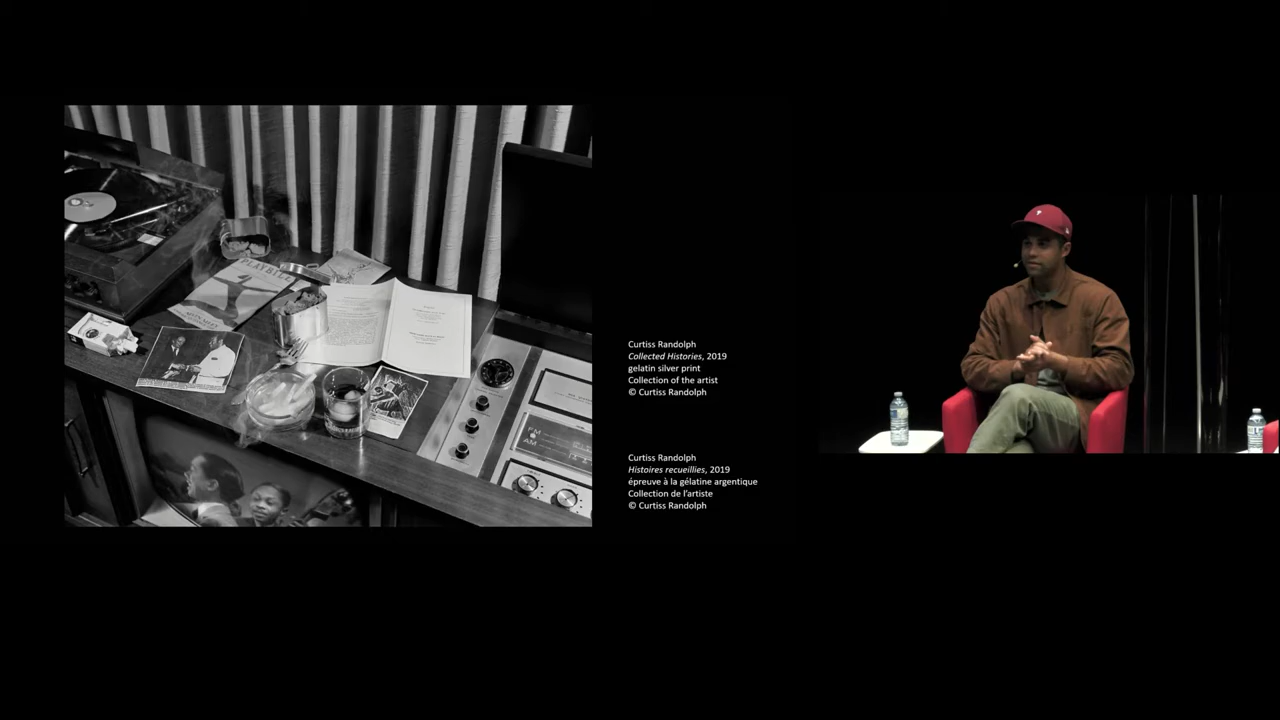 PLAYBILL
FM
AM
Curtiss Randolph
Collected Histories, 2019
gelatin silver print
Collection of the artist
© Curtiss Randolph
Curtiss Randolph
Histoires recueillies, 2019
épreuve à la gélatine argentique
Collection de l'artiste
© Curtiss Randolph
P